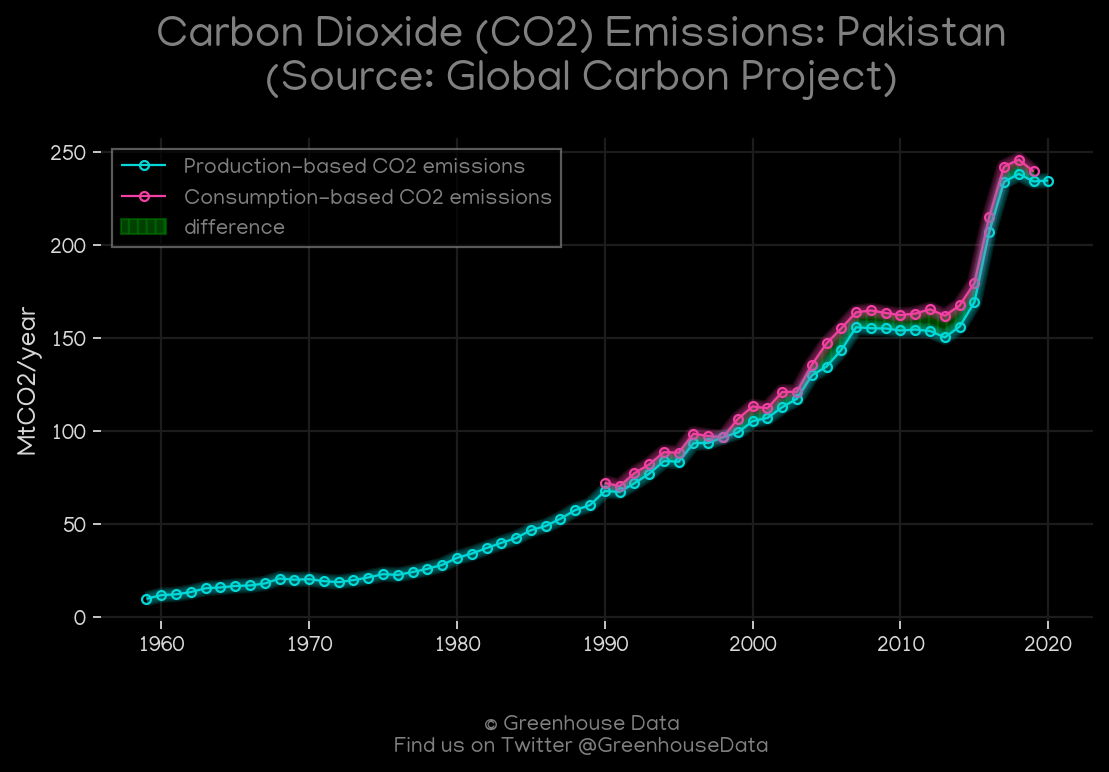 Carbon Dioxide (CO2) Emissions: Pakistan
(Source: Global Carbon Project)
Production-based CO2 emissions
Consumption-based CO2 emissions
difference
MtCO2/year
250
200
150
100
50
0
1960
1970
1980
1990
2000
2010
2020
© Greenhouse Data
Find us on Twitter @GreenhouseData